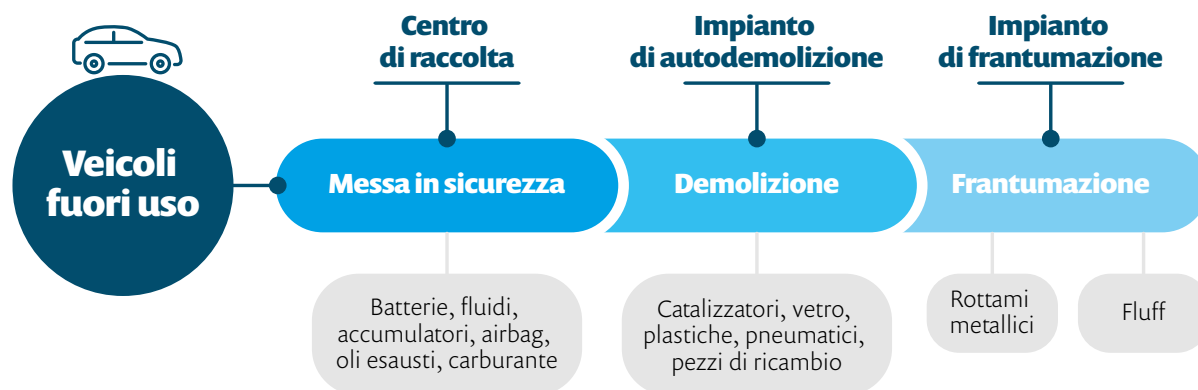 Veicoli
fuori uso
Centro
di raccolta
Impianto
di autodemolizione
Impianto
di frantumazione
Messa in sicurezza
Demolizione
Frantumazione
Batterie, fluidi,
accumulatori, airbag,
oli esausti, carburante
Catalizzatori, vetro,
plastiche, pneumatici,
pezzi di ricambio
Rottami
metallici
Fluff